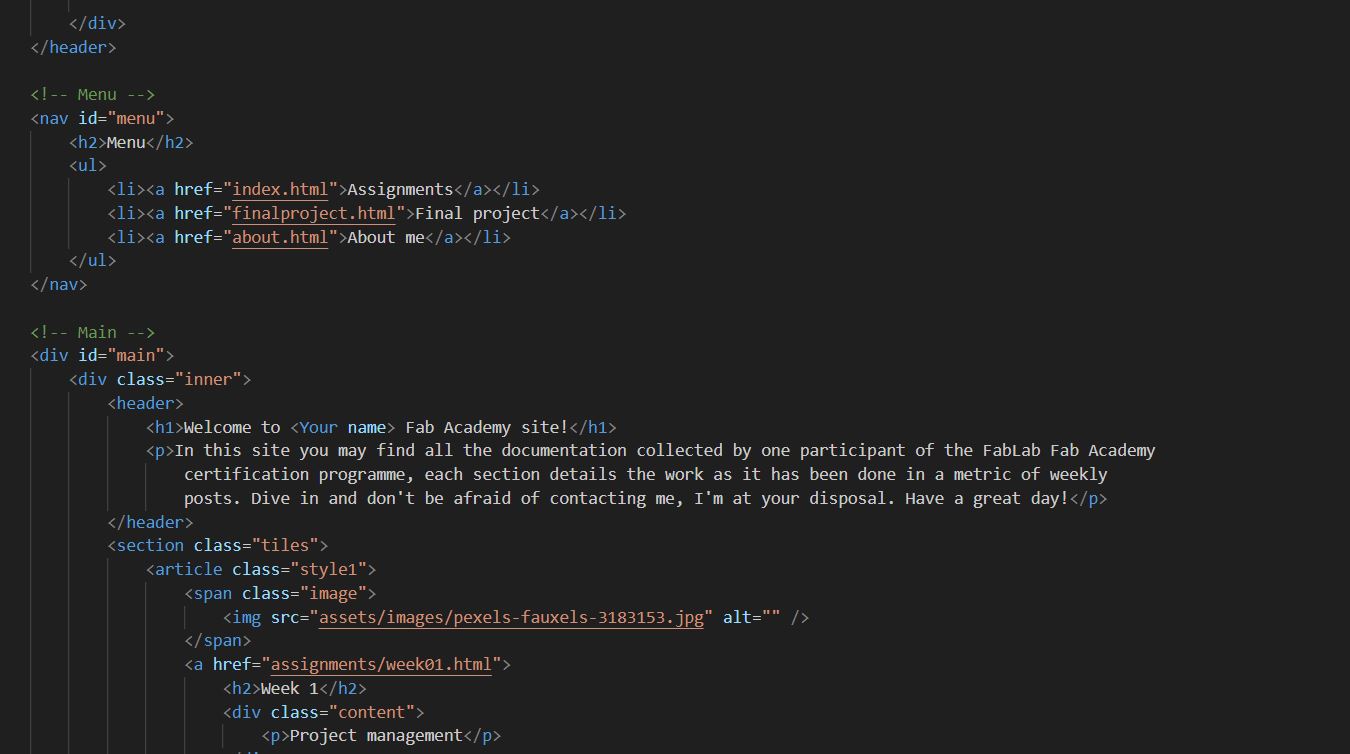 </div>
</header>
<!-- Menu -->
<nav id="menu">
<h2>Menu</h2>
<ul>
<li><a href="index.html">Assignments</a></li>
<li><a href="finalproject.html">Final project</a></li>
<li><a href="about.html">About me</a></li>
</ul>
</nav>
<!-- Main -->
<div id="main">
<div class="inner">
<header>
<h1>Welcome to <Your name> Fab Academy site!</h1>
<p>In this site you may find all the documentation collected by one participant of the FabLab Fab Academy
certification programme, each section details the work as it has been done in a metric of weekly
posts. Dive in and don't be afraid of contacting me, I'm at your disposal. Have a great day!</p>
</header>
<section class="tiles">
<article class="style1">
<span class="image">
<img src="assets/images/pexels-fauxels-3183153.jpg" alt="" />
</span>
<a href="assignments/week01.html">
<h2>Week 1</h2>
<div class="content">
<p>Project management</p>